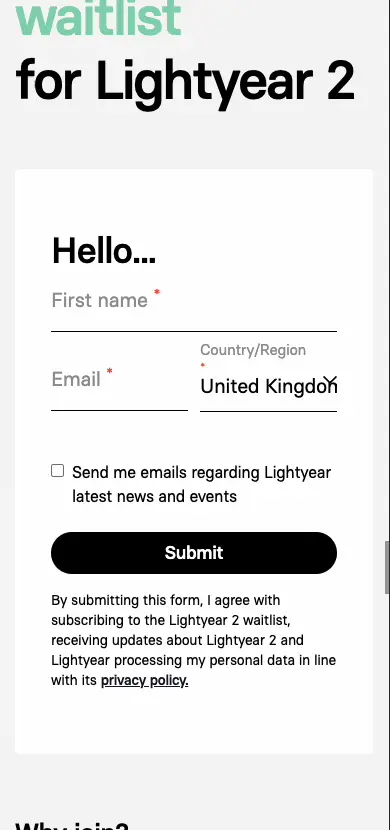 waitlist
for Lightyear 2
Hello...
First name *
Country/Region
*
Email *
United Kingdom
Send me emails regarding Lightyear
latest news and events
Submit
By submitting this form, I agree with
subscribing to the Lightyear 2 waitlist,
receiving updates about Lightyear 2 and
Lightyear processing my personal data in line
with its privacy policy.
Why join?